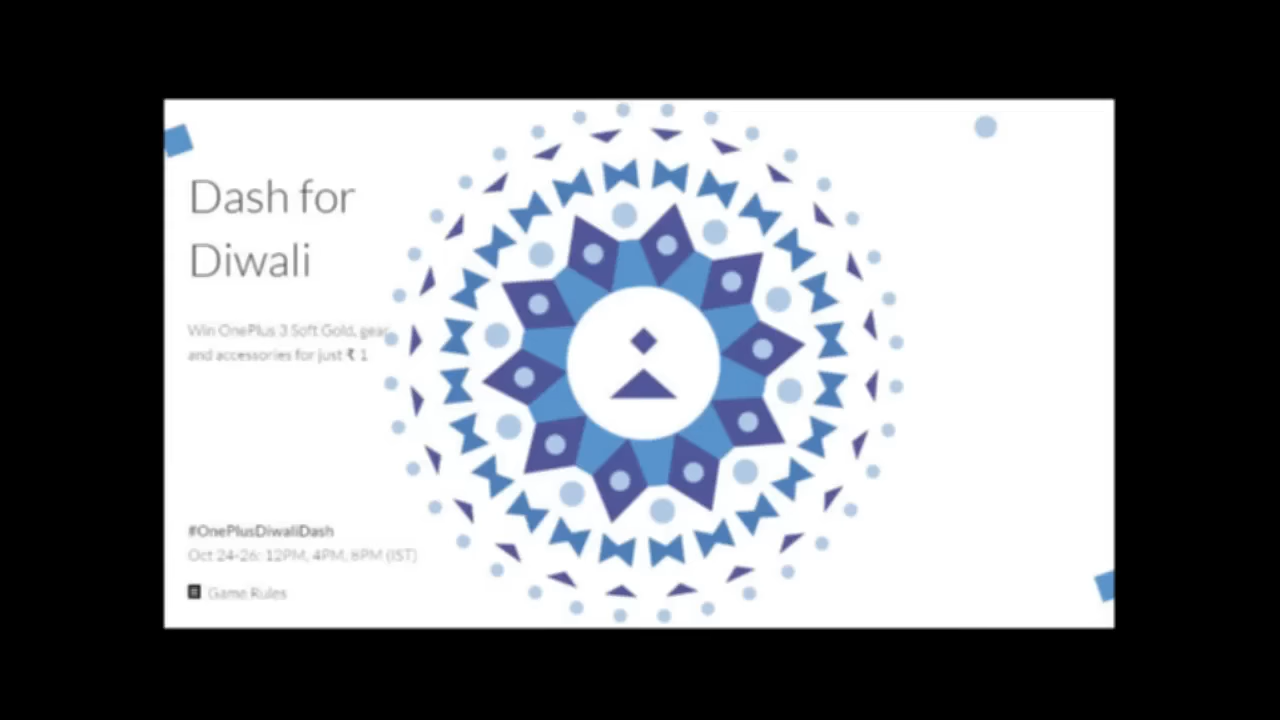 Dash for
Diwali
Win OnePlus 3 Soft Gold, gear
and accessories for just ₹ 1
#OnePlusDiwaliDash
Oct 24-26: 12PM, 4PM, 8PM (IST)
Game Rules